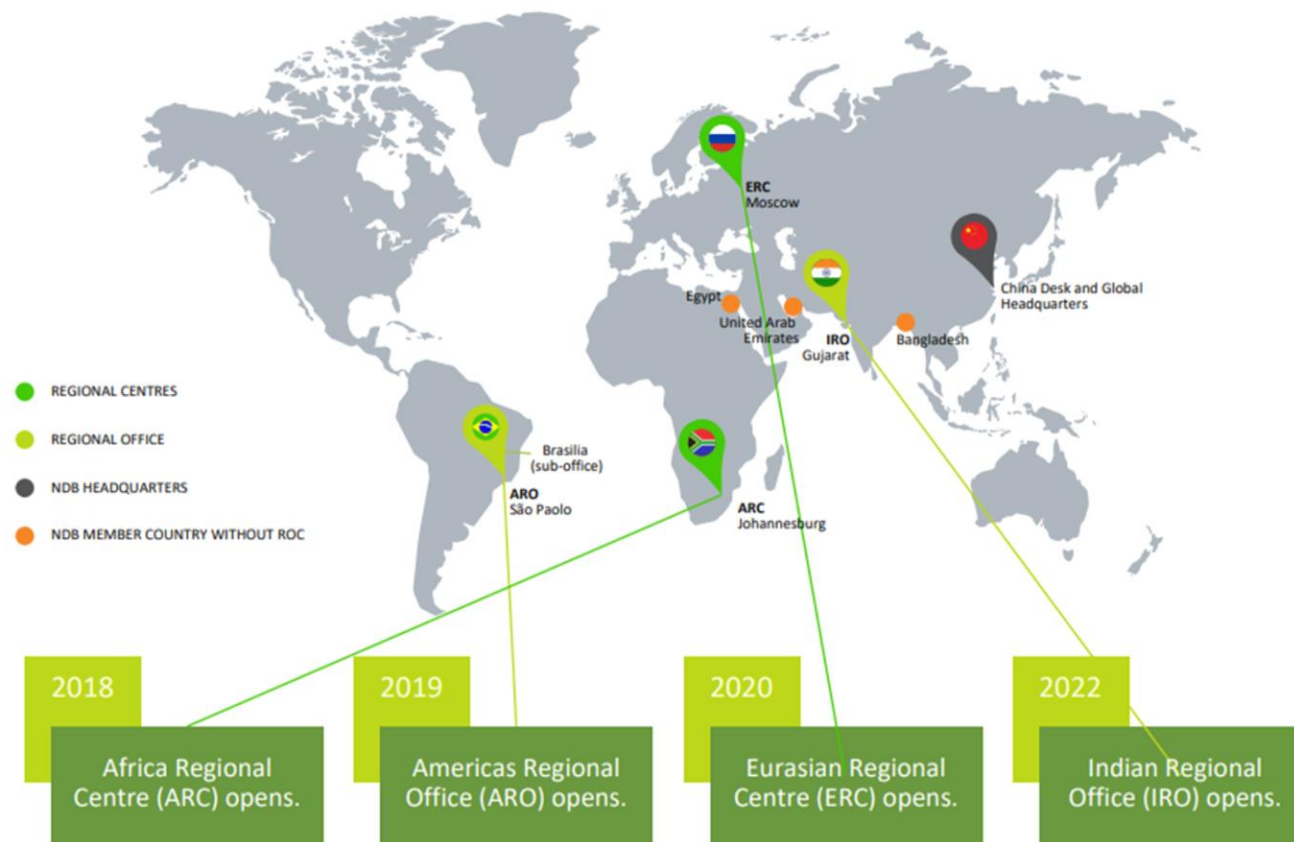 ERC
Moscow
China Desk and Global
Headquarters
Egypt
United Arab
Emirates
IRO
Gujarat
Bangladesh
REGIONAL CENTRES
REGIONAL OFFICE
NDB HEADQUARTERS
NDB MEMBER COUNTRY WITHOUT ROC
Brasilia
(sub-office)
ARO
São Paolo
ARC
Johannesburg
2018
Africa Regional
Centre (ARC) opens.
2019
Americas Regional
Office (ARO) opens.
2020
Eurasian Regional
Centre (ERC) opens.
2022
Indian Regional
Office (IRO) opens.